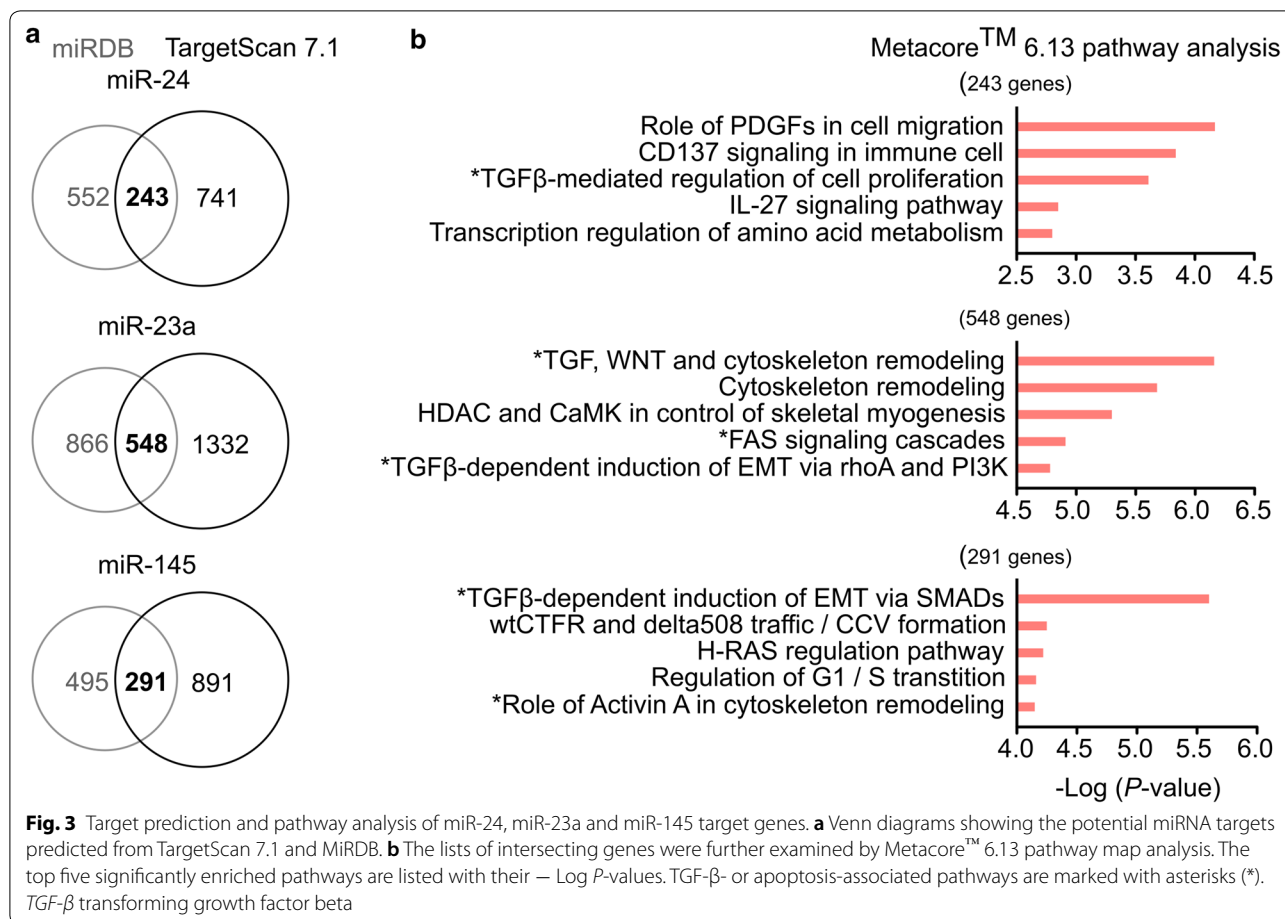 a
miRDB TargetScan 7.1
miR-24
552 243 741
miR-23a
866 548 1332
miR-145
495 291 891
b
Metacore™ 6.13 pathway analysis
(243 genes)
Role of PDGFs in cell migration
CD137 signaling in immune cell
*TGFβ-mediated regulation of cell proliferation
IL-27 signaling pathway
Transcription regulation of amino acid metabolism
2.5 3.0 3.5 4.0 4.5
(548 genes)
*TGF, WNT and cytoskeleton remodeling
Cytoskeleton remodeling
HDAC and CaMK in control of skeletal myogenesis
*FAS signaling cascades
*TGFβ-dependent induction of EMT via rhoA and PI3K
4.5 5.0 5.5 6.0 6.5
(291 genes)
*TGFβ-dependent induction of EMT via SMADs
wtCTFR and delta508 traffic / CCV formation
H-RAS regulation pathway
Regulation of G1 / S transtition
*Role of Activin A in cytoskeleton remodeling
4.0 4.5 5.0 5.5 6.0
-Log (P-value)
Fig. 3 Target prediction and pathway analysis of miR-24, miR-23a and miR-145 target genes. a Venn diagrams showing the potential miRNA targets
predicted from TargetScan 7.1 and MiRDB. b The lists of intersecting genes were further examined by Metacore™ 6.13 pathway map analysis. The
top five significantly enriched pathways are listed with their − Log P-values. TGF-β- or apoptosis-associated pathways are marked with asterisks (*).
TGF-β transforming growth factor beta